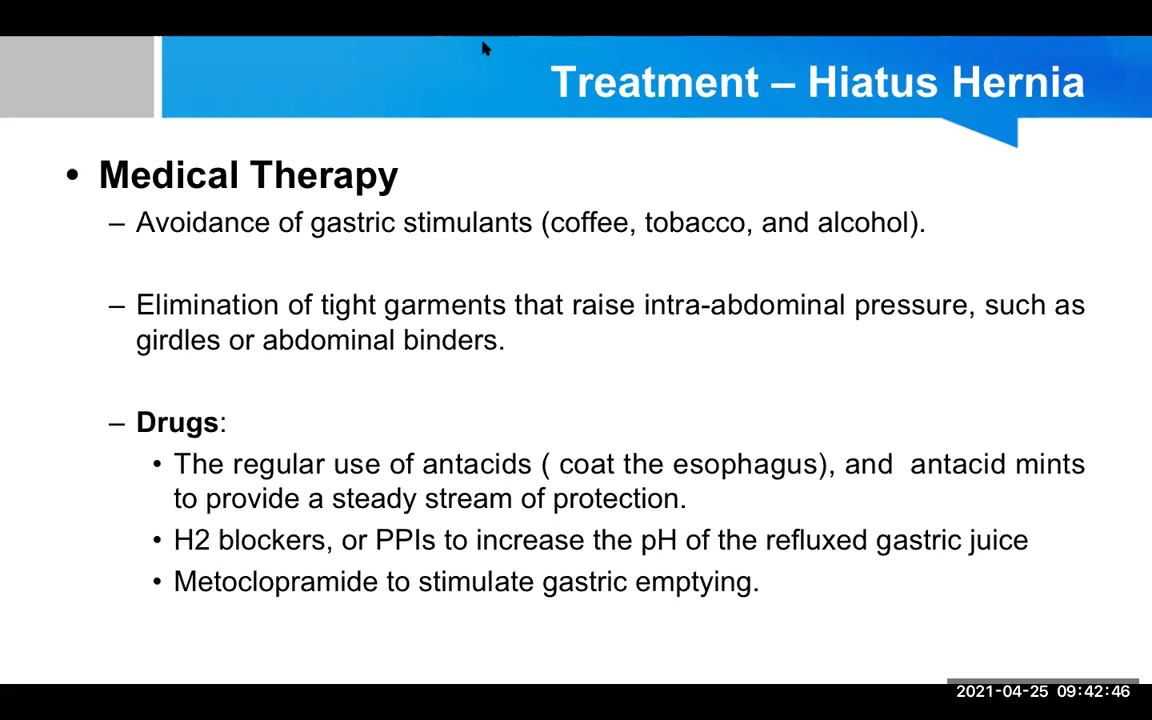 Treatment – Hiatus Hernia
• Medical Therapy
– Avoidance of gastric stimulants (coffee, tobacco, and alcohol).
– Elimination of tight garments that raise intra-abdominal pressure, such as
girdles or abdominal binders.
– Drugs:
• The regular use of antacids ( coat the esophagus), and  antacid mints
to provide a steady stream of protection.
• H2 blockers, or PPIs to increase the pH of the refluxed gastric juice
• Metoclopramide to stimulate gastric emptying.
2021-04-25 09:42:46